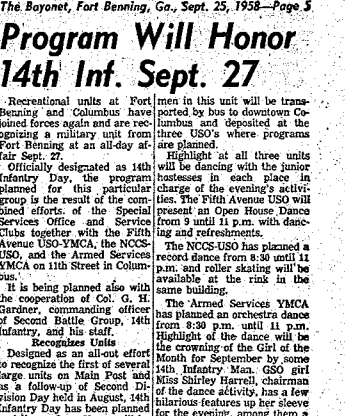 The Bayonet, Fort Benning, Ga., Sept. 25, 1958—Page 5
Program Will Honor
14th Inf. Sept. 27
Recreational units at Fort
Benning and Columbus have
joined forces again and are rec-
ognizing a military unit from
Fort Benning at an all-day af-
fair Sept. 27.
Officially designated as 14th
Infantry Day, the program
planned for this particular
group is the result of the com-
bined efforts of the Special
Services Office and Service
Clubs together with the Fifth
Avenue USO-YMCA, the NCCS-
USO, and the Armed Services
YMCA on 11th Street in Colum-
bus.
It is being planned also with
the cooperation of Col. G. H.
Gardner, commanding officer
of Second Battle Group, 14th
Infantry, and his staff.
Recognizes Units
Designed as an all-out effort
to recognize the first of several
large units on Main Post and
as a follow-up of Second Di-
vision Day held in August, 14th
Infantry Day has been planned
men in this unit will be trans-
ported by bus to downtown Co-
lumbus and deposited at the
three USO's where programs
are planned.
Highlight at all three units
will be dancing with the junior
hostesses in each place in
charge of the evening's activi-
ties. The Fifth Avenue USO will
present an Open House Dance
from 9 until 11 p.m. with danc-
ing and refreshments.
The NCCS-USO has planned a
record dance from 8:30 until 11
p.m. and roller skating will be
available at the rink in the
same building.
The Armed Services YMCA
has planned an orchestra dance
from 8:30 p.m. until 11 p.m.
Highlight of the dance will be
the crowning of the Girl of the
Month for September by some
14th Infantry Man. GSO girl
Miss Shirley Harrell, chairman
of the dance activity, has a few
hilarious features up her sleeve
for the evening, among them a